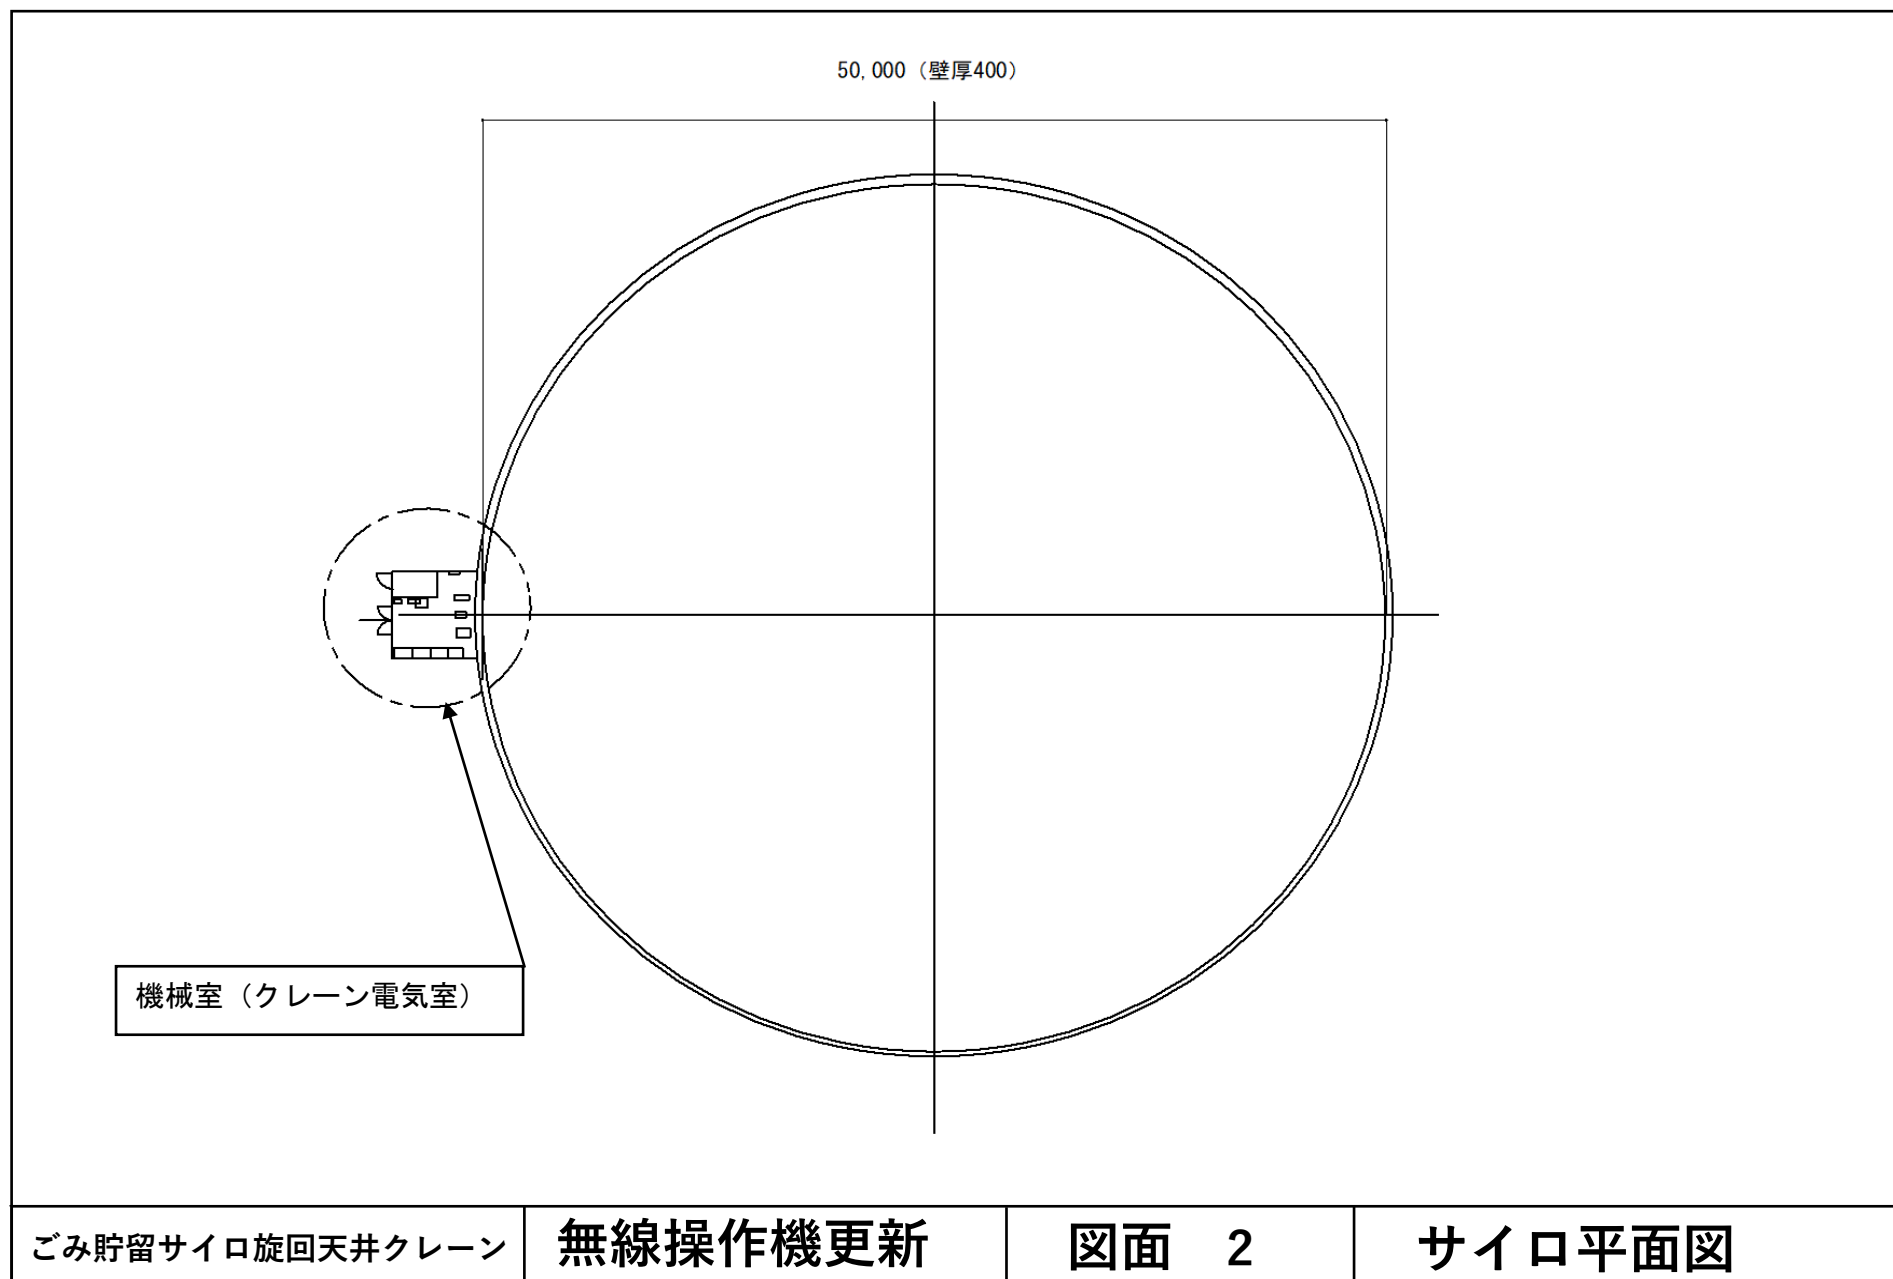 50,000（壁厚400）
機械室（クレーン電気室）
ごみ貯留サイロ旋回天井クレーン
無線操作機更新
図面　2
サイロ平面図